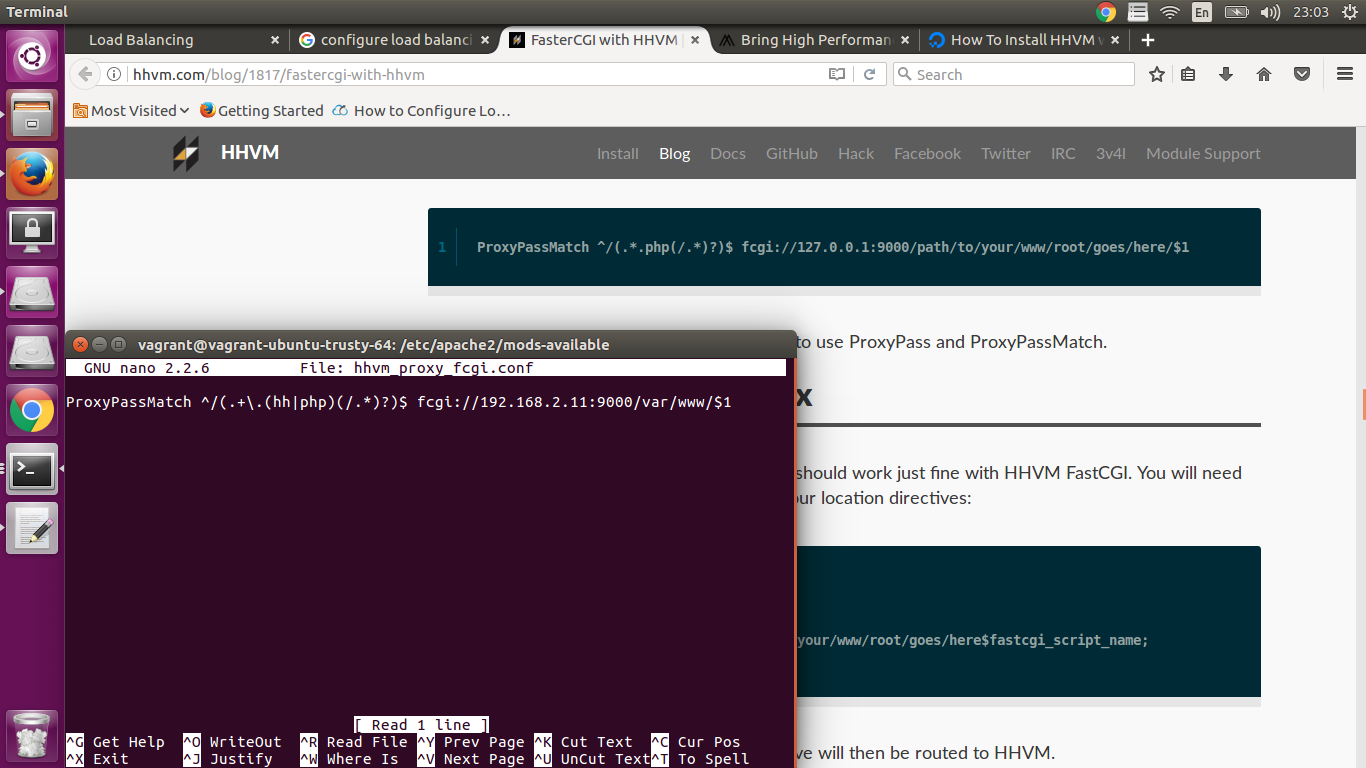 Terminal
En
23:03
Load Balancing
configure load balanci
FasterCGI with HHVM
Bring High Performan
How To Install HHVM w
hhvm.com/blog/1817/fastercgi-with-hhvm
Search
Most Visited
Getting Started
How to Configure Lo...
HHVM
Install
Blog
Docs
GitHub
Hack
Facebook
Twitter
IRC
3v4l
Module Support
1 ProxyPassMatch ^/(.*.php(/.*)?)$ fcgi://127.0.0.1:9000/path/to/your/www/root/goes/here/$1
to use ProxyPass and ProxyPassMatch.
x
should work just fine with HHVM FastCGI. You will need
ur location directives:
your/www/root/goes/here$fastcgi_script_name;
ve will then be routed to HHVM.
vagrant@vagrant-ubuntu-trusty-64: /etc/apache2/mods-available
GNU nano 2.2.6 File: hhvm_proxy_fcgi.conf
ProxyPassMatch ^/(.+\.(hh|php)(/.*)?)$ fcgi://192.168.2.11:9000/var/www/$1
[ Read 1 line ]
^G Get Help ^O WriteOut ^R Read File ^Y Prev Page ^K Cut Text ^C Cur Pos
^X Exit ^J Justify ^W Where Is ^V Next Page ^U UnCut Text ^T To Spell